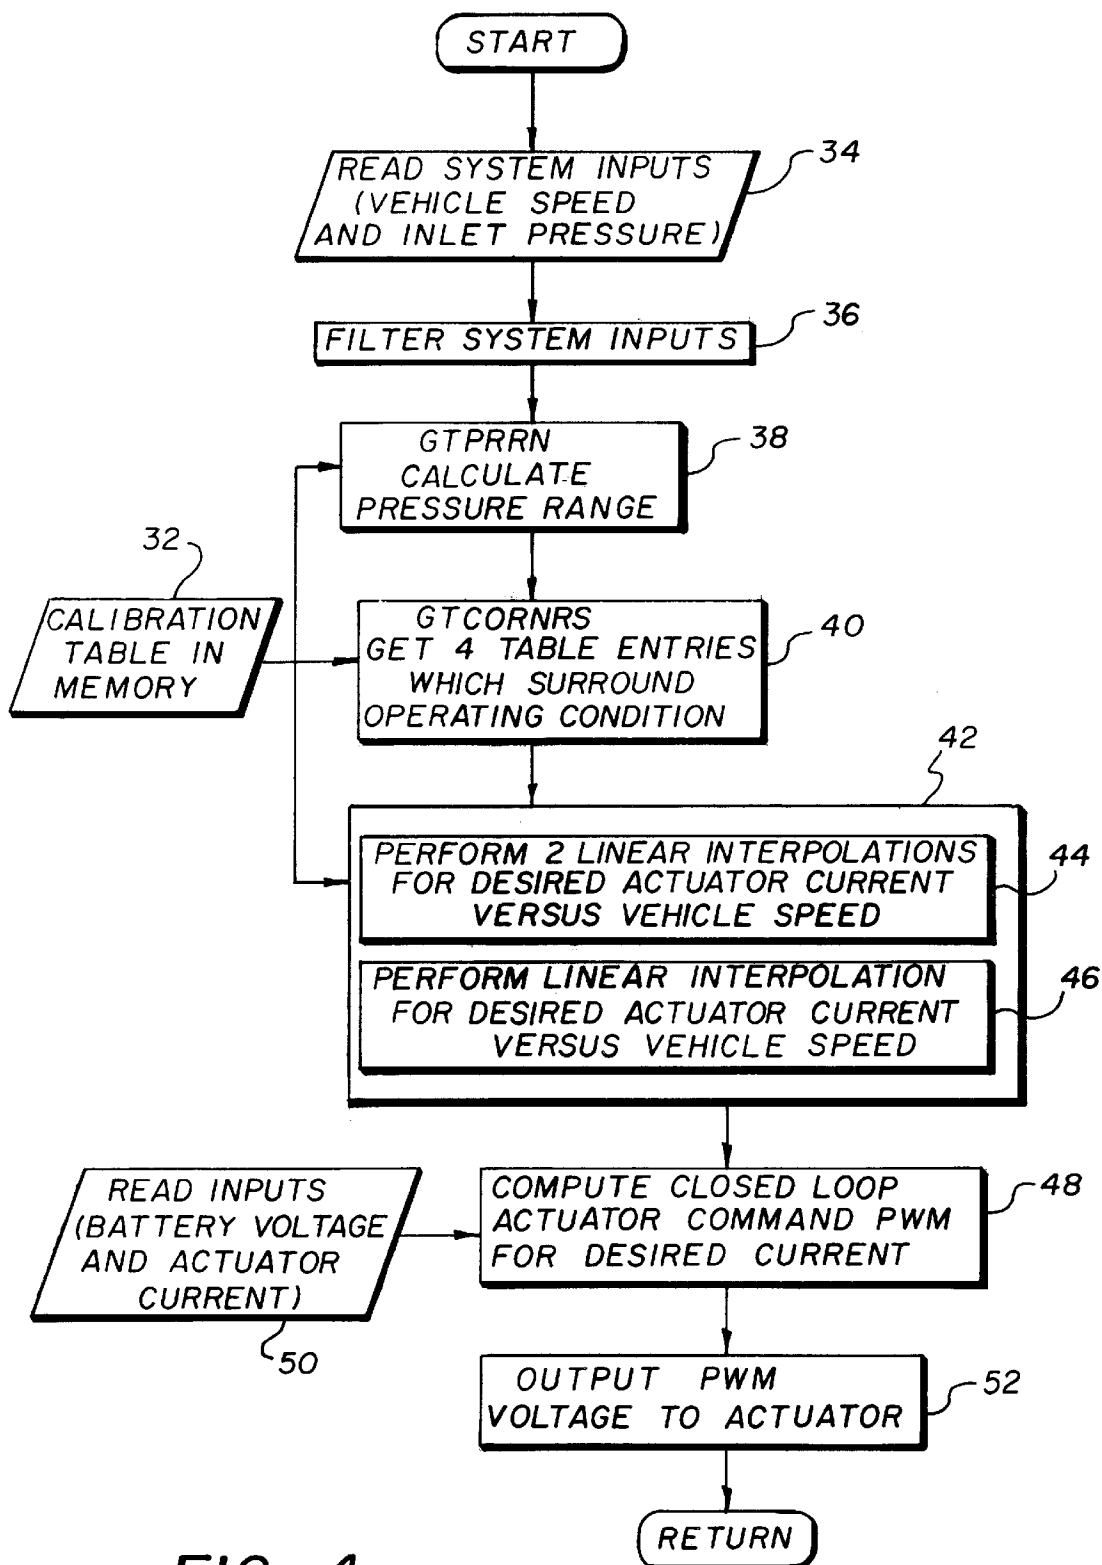 START
READ SYSTEM INPUTS
(VEHICLE SPEED
AND INLET PRESSURE)
34
FILTER SYSTEM INPUTS
36
GTPRRN
CALCULATE
PRESSURE RANGE
38
32
CALIBRATION
TABLE IN
MEMORY
GTCORNRS
GET 4 TABLE ENTRIES
WHICH SURROUND
OPERATING CONDITION
40
42
PERFORM 2 LINEAR INTERPOLATIONS
FOR DESIRED ACTUATOR CURRENT
VERSUS VEHICLE SPEED
44
PERFORM LINEAR INTERPOLATION
FOR DESIRED ACTUATOR CURRENT
VERSUS VEHICLE SPEED
46
READ INPUTS
(BATTERY VOLTAGE
AND ACTUATOR
CURRENT)
50
COMPUTE CLOSED LOOP
ACTUATOR COMMAND PWM
FOR DESIRED CURRENT
48
OUTPUT PWM
VOLTAGE TO ACTUATOR
52
RETURN